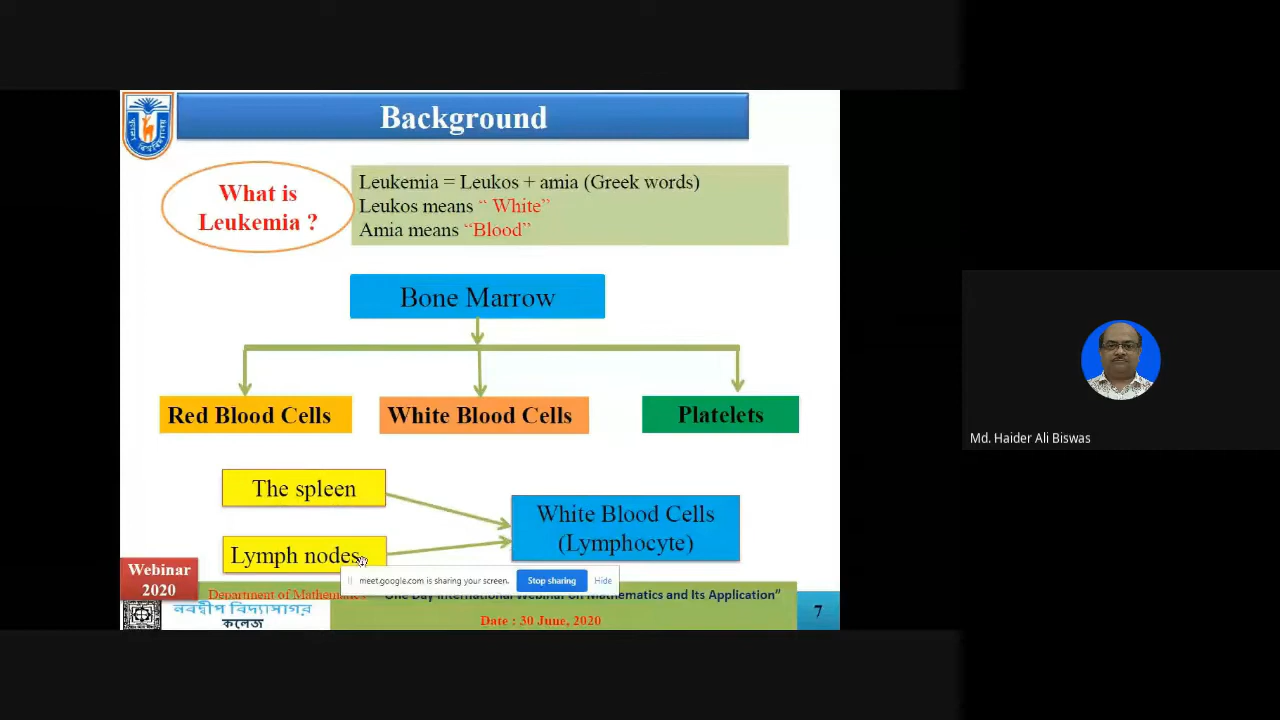 Background
What is
Leukemia ?
Leukemia = Leukos + amia (Greek words)
Leukos means “ White”
Amia means “Blood”
Bone Marrow
Red Blood Cells
White Blood Cells
Platelets
The spleen
Lymph nodes
White Blood Cells
(Lymphocyte)
Webinar
2020
meet.google.com is sharing your screen.
Stop sharing
Hide
Department of Mathematics
One Day International Webinar on Mathematics and Its Application”
নবদ্বীপ বিদ্যাসাগর
কলেজ
Date : 30 June, 2020
7
Md. Haider Ali Biswas